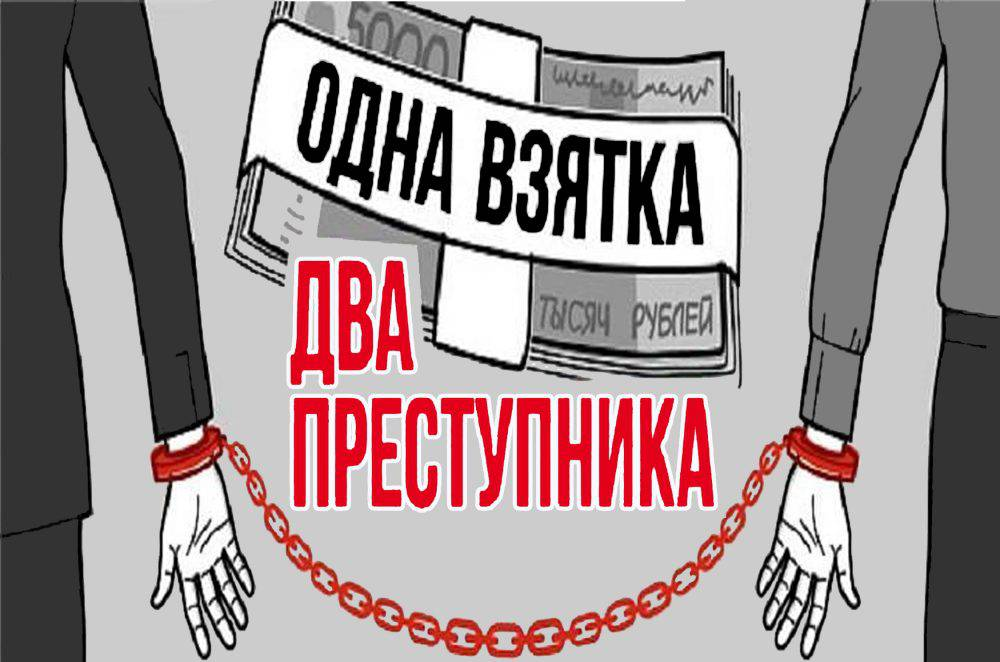 5000
ОДНА ВЗЯТКА
ТЫСЯЧ РУБЛЕЙ
ДВА
ПРЕСТУПНИКА